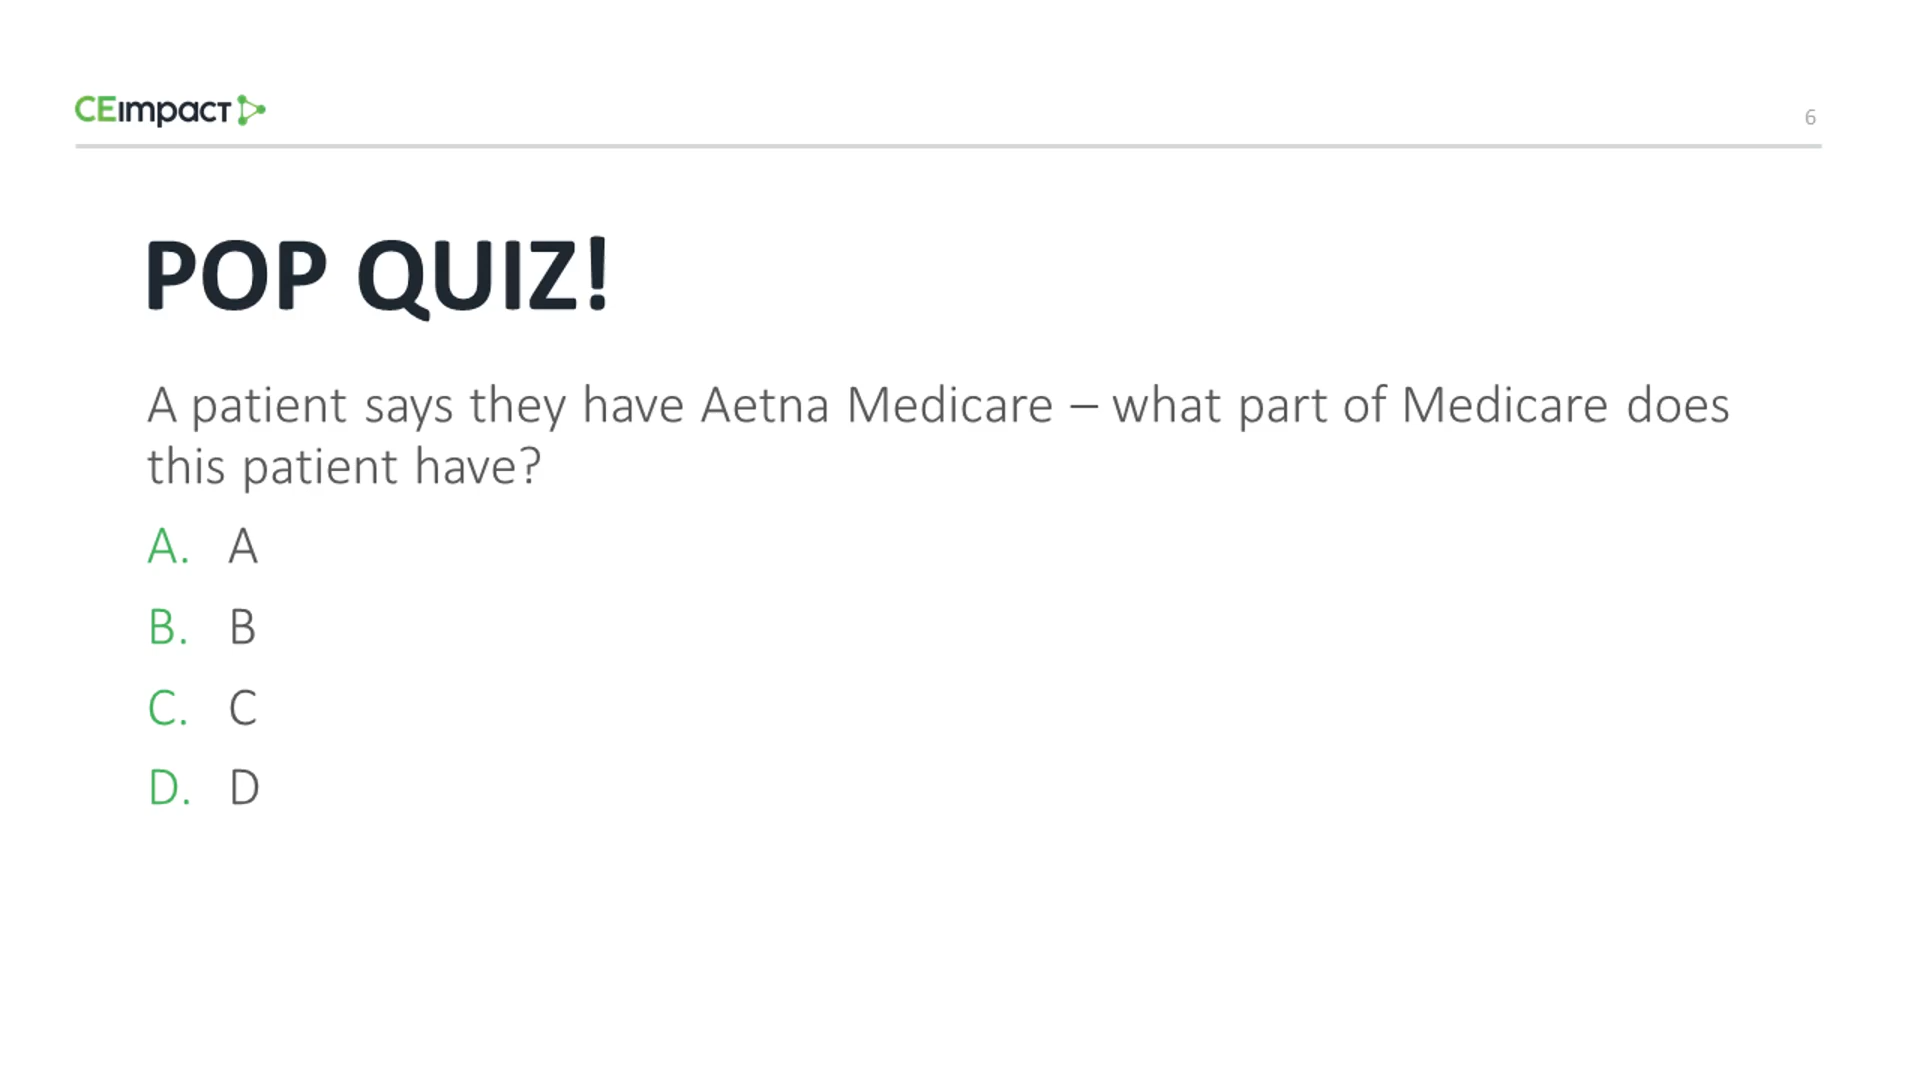 CEimpact
6
POP QUIZ!
A patient says they have Aetna Medicare – what part of Medicare does
this patient have?
A. A
B. B
C. C
D. D